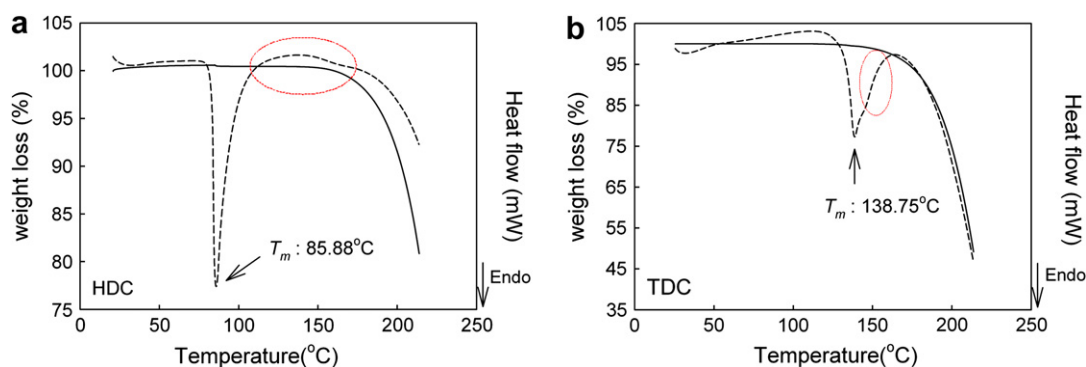 a
105
100
95
90
85
80
75
weight loss (%)
Heat flow (mW)
Tm : 85.88°C
HDC
Endo
0 50 100 150 200 250
Temperature(°C)
b
105
95
85
75
65
55
45
35
weight loss (%)
Heat flow (mW)
Tm : 138.75°C
TDC
Endo
0 50 100 150 200 250
Temperature(°C)